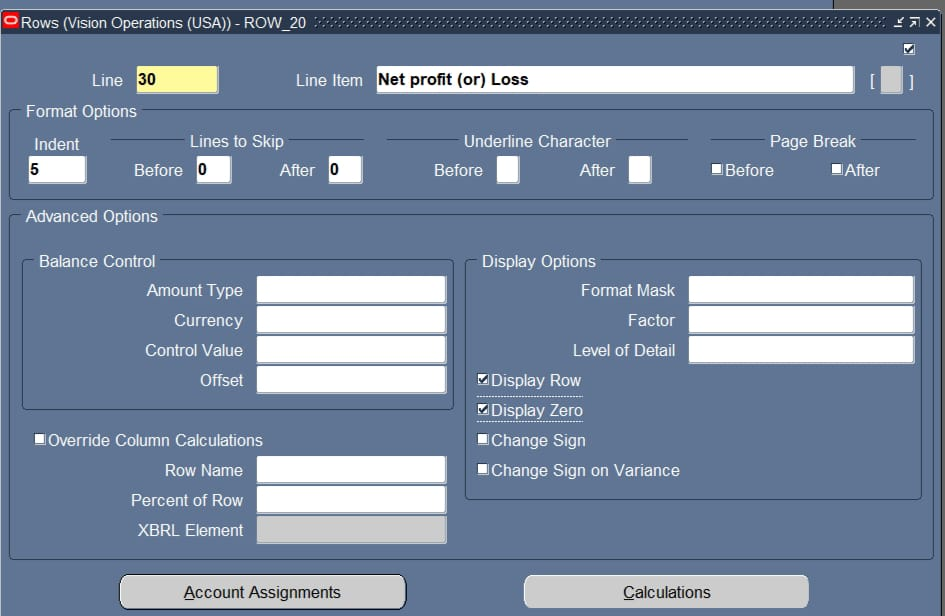 Rows (Vision Operations (USA)) - ROW_20
Line 30 Line Item Net profit (or) Loss [ ]
Format Options
Indent Lines to Skip Underline Character Page Break
5 Before 0 After 0 Before After Before After
Advanced Options
Balance Control
Amount Type
Currency
Control Value
Offset
Override Column Calculations
Row Name
Percent of Row
XBRL Element
Display Options
Format Mask
Factor
Level of Detail
Display Row
Display Zero
Change Sign
Change Sign on Variance
Account Assignments Calculations